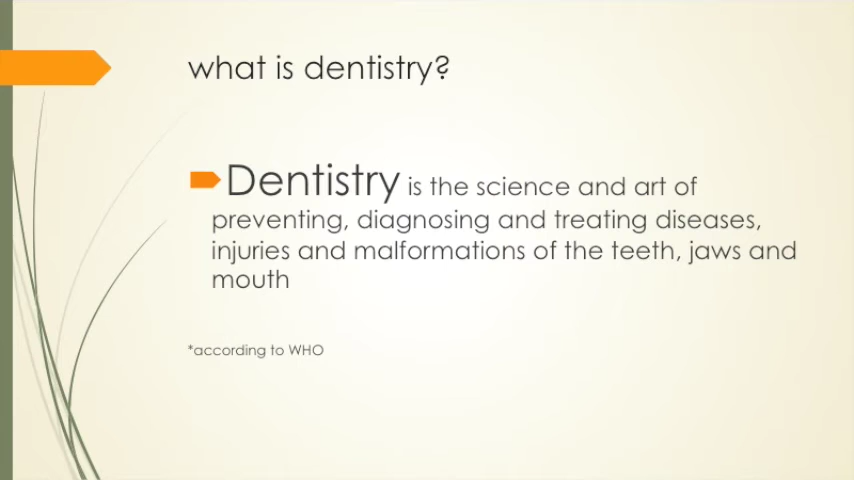 what is dentistry?
Dentistry is the science and art of
preventing, diagnosing and treating diseases,
injuries and malformations of the teeth, jaws and
mouth
*according to WHO